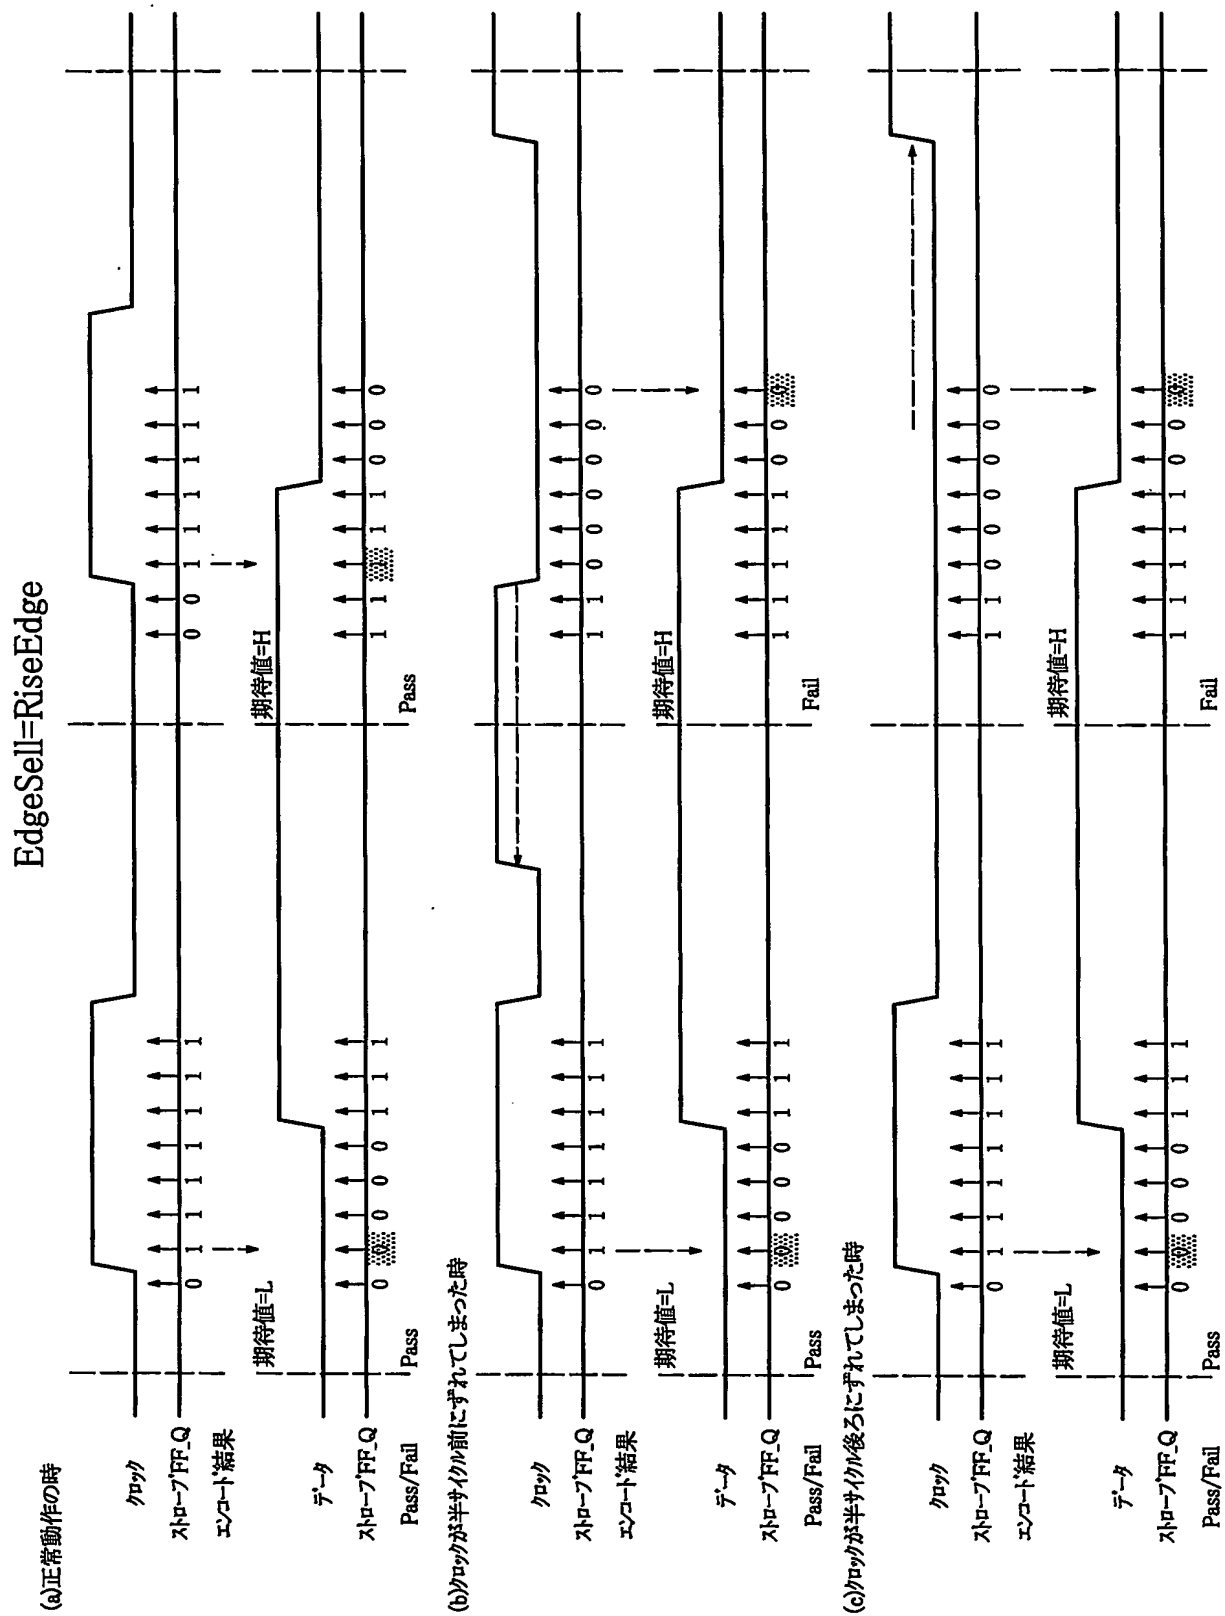 EdgeSell=RiseEdge
(a)正常動作の時
クロック
ストローブFF_Q 0 1 1 1 1 1 1 1 0 0 1 1 1 1 1 1
エンコード結果
期待値=L 期待値=H
データ
ストローブFF_Q 0 0 0 0 0 1 1 1 1 1 1 1 0 0 0
Pass/Fail Pass Pass
(b)クロックが半サイクル前にずれてしまった時
クロック
ストローブFF_Q 0 1 1 1 1 1 1 1 1 1 0 0 0 0 0 0
エンコード結果
期待値=L 期待値=H
データ
ストローブFF_Q 0 0 0 0 0 1 1 1 1 1 1 1 1 0 0 0
Pass/Fail Pass Fail
(c)クロックが半サイクル後ろにずれてしまった時
クロック
ストローブFF_Q 0 1 1 1 1 1 1 1 1 1 0 0 0 0 0 0
エンコード結果
期待値=L 期待値=H
データ
ストローブFF_Q 0 0 0 0 0 1 1 1 1 1 1 1 1 0 0 0
Pass/Fail Pass Fail